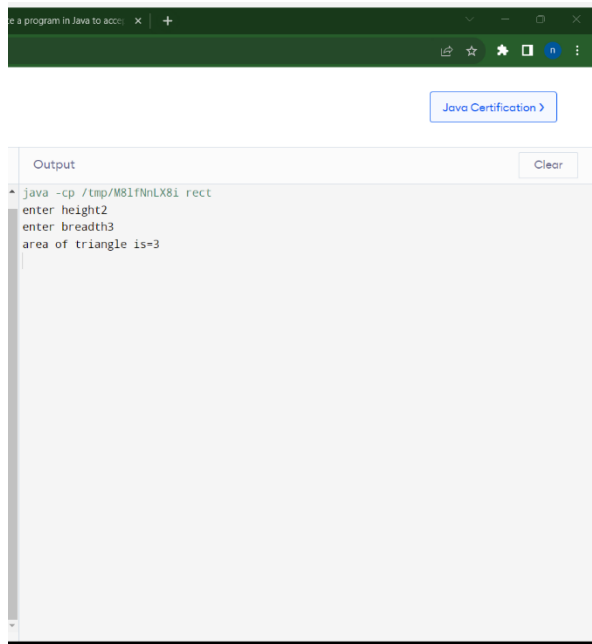 te a program in Java to accep
n
Java Certification >
Output
Clear
java -cp /tmp/M8lfNnLX8i rect
enter height2
enter breadth3
area of triangle is=3